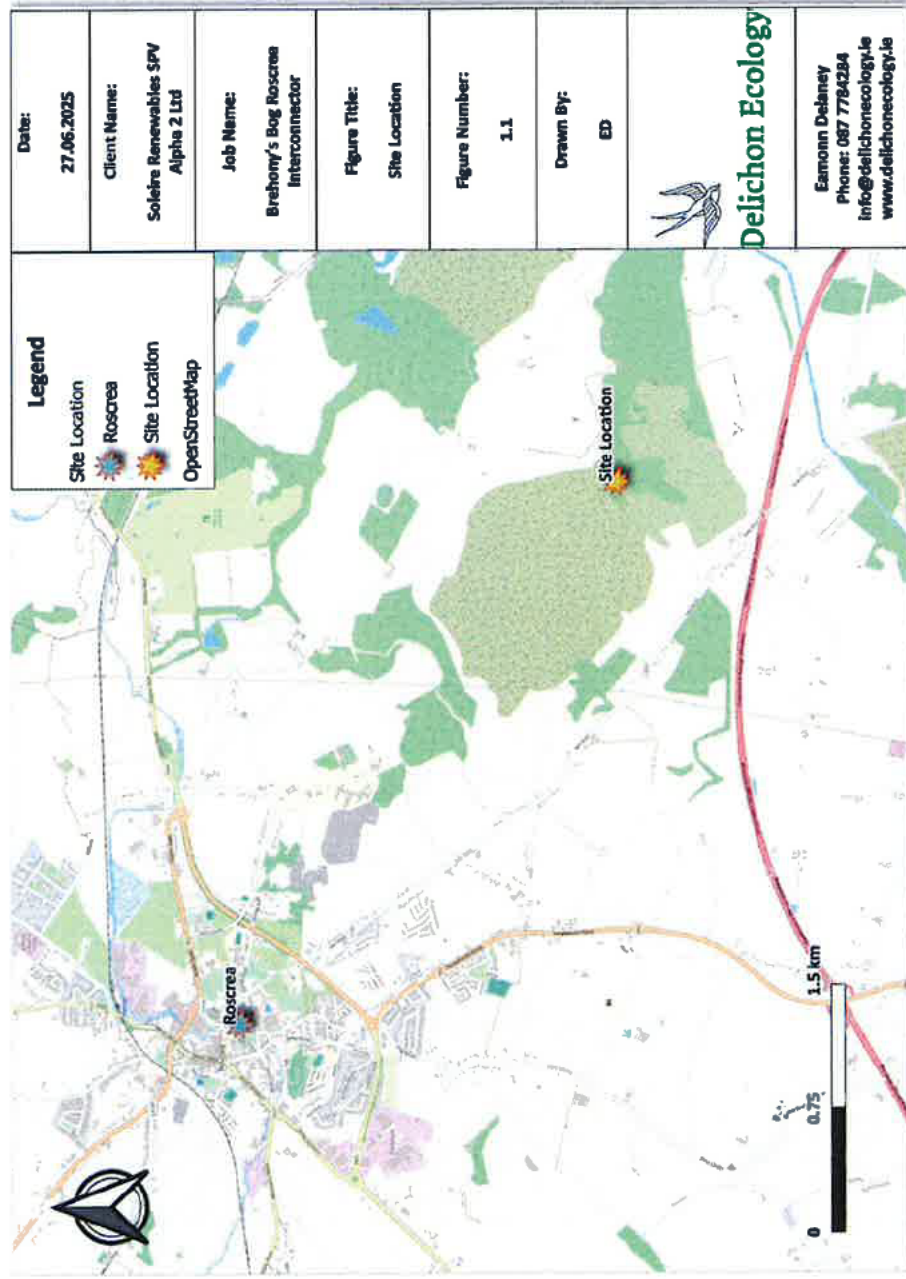 Legend
Site Location
Roscrea
Site Location
OpenStreetMap
Roscrea
Site Location
0
0.75
1.5 km
Date:
27.06.2025
Client Name:
Soleire Renewables SPV
Alpha 2 Ltd
Job Name:
Brehony's Bog Roscrea
Interconnector
Figure Title:
Site Location
Figure Number:
1.1
Drawn By:
ED
Delichon Ecology
Eamonn Delaney
Phone: 087 7784284
info@delichonecology.ie
www.delichonecology.ie